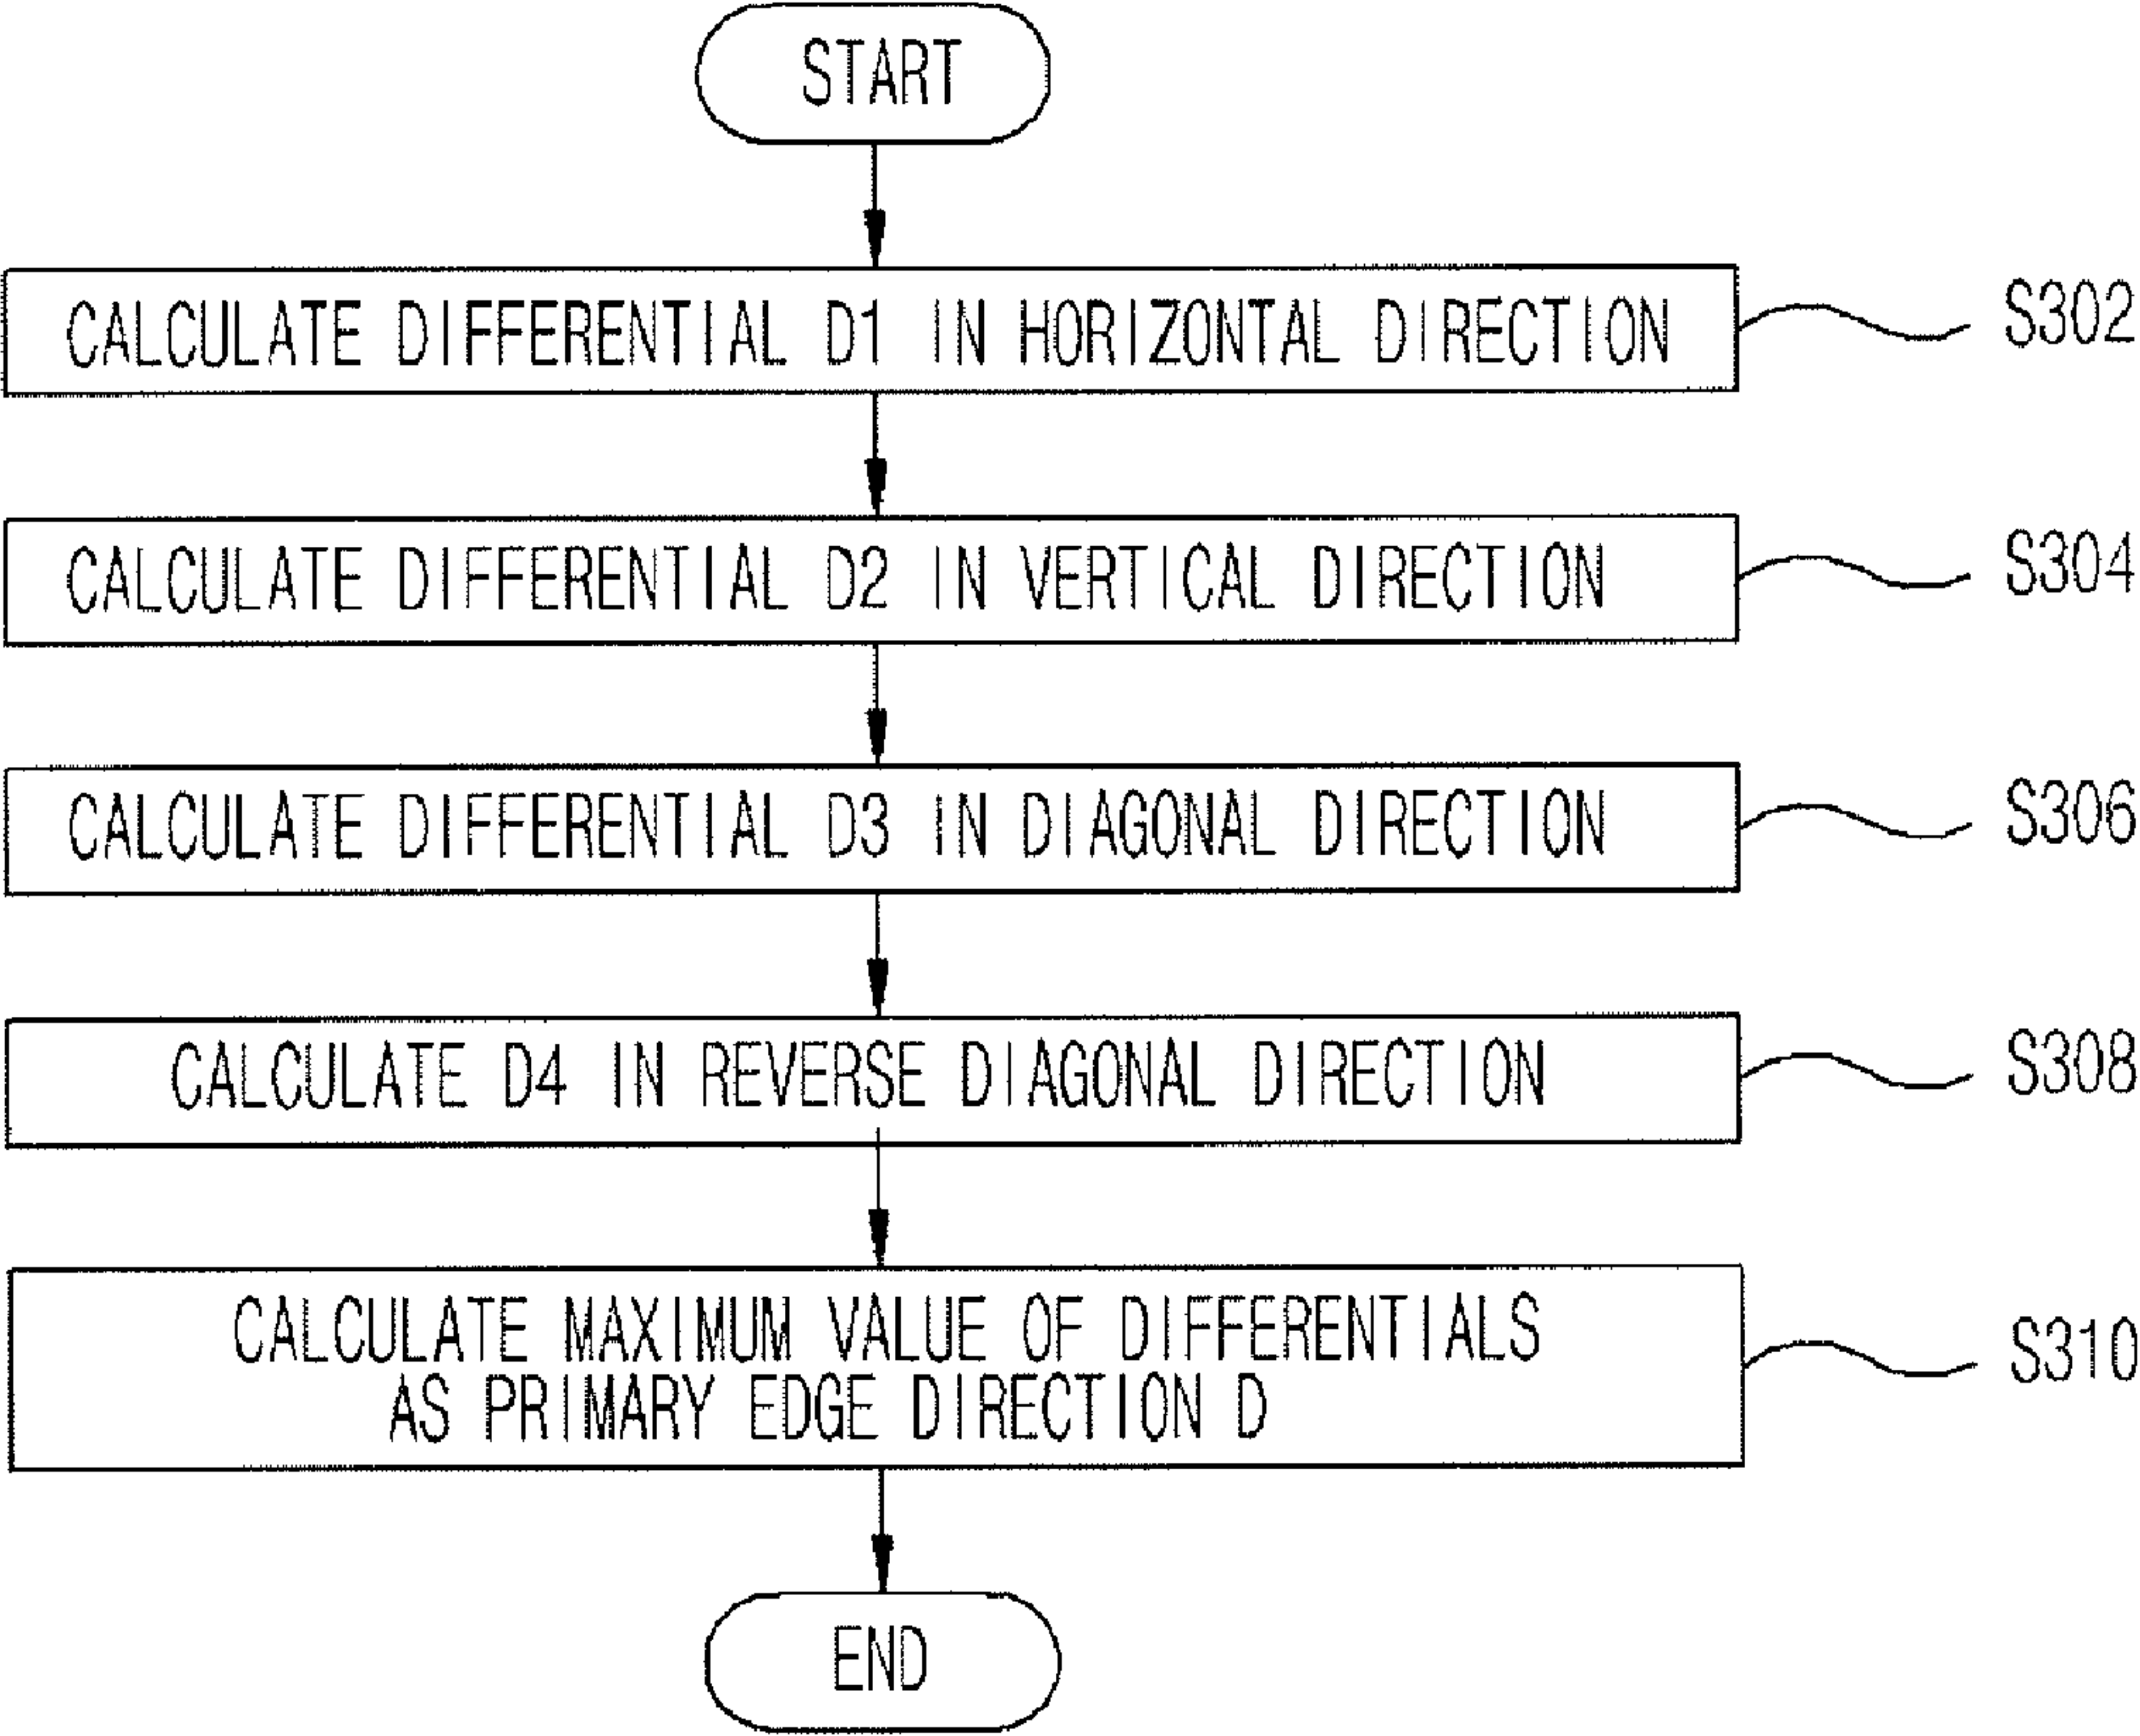 START
CALCULATE DIFFERENTIAL D1 IN HORIZONTAL DIRECTION
S302
CALCULATE DIFFERENTIAL D2 IN VERTICAL DIRECTION
S304
CALCULATE DIFFERENTIAL D3 IN DIAGONAL DIRECTION
S306
CALCULATE D4 IN REVERSE DIAGONAL DIRECTION
S308
CALCULATE MAXIMUM VALUE OF DIFFERENTIALS
AS PRIMARY EDGE DIRECTION D
S310
END